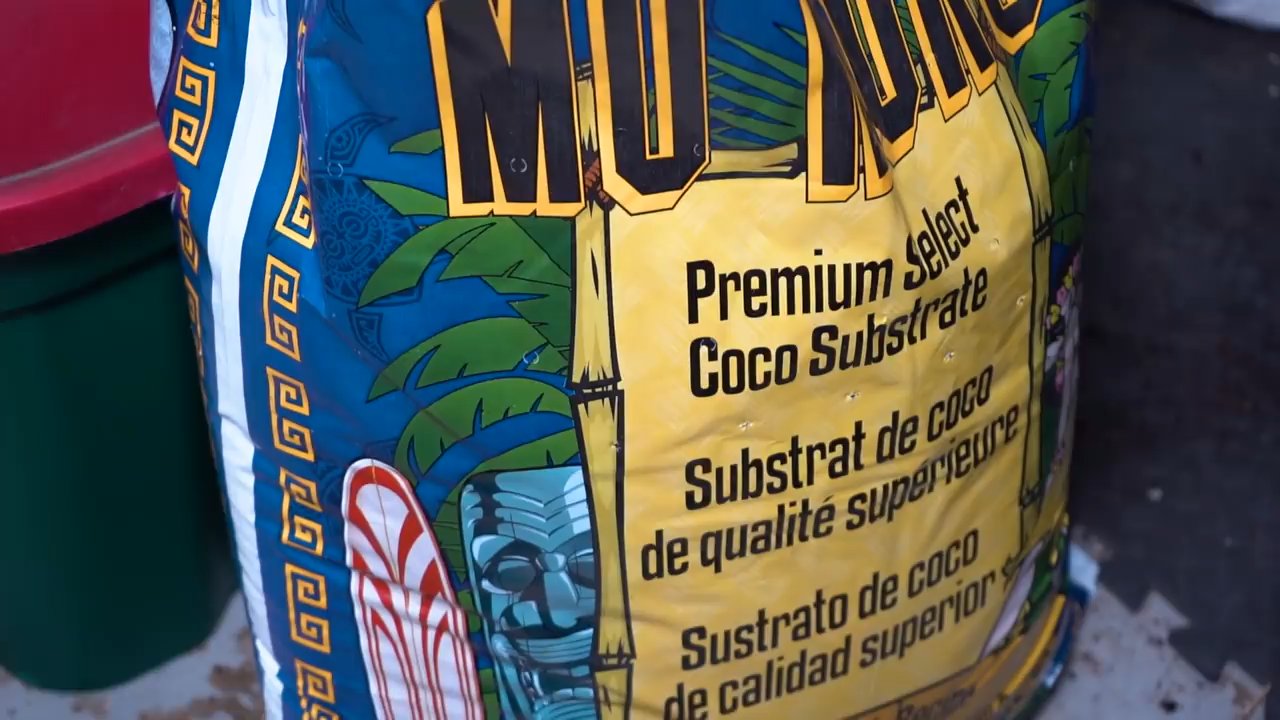 Premium Select
Coco Substrate
Substrat de coco
de qualité supérieure
Sustrato de coco
de calidad superior